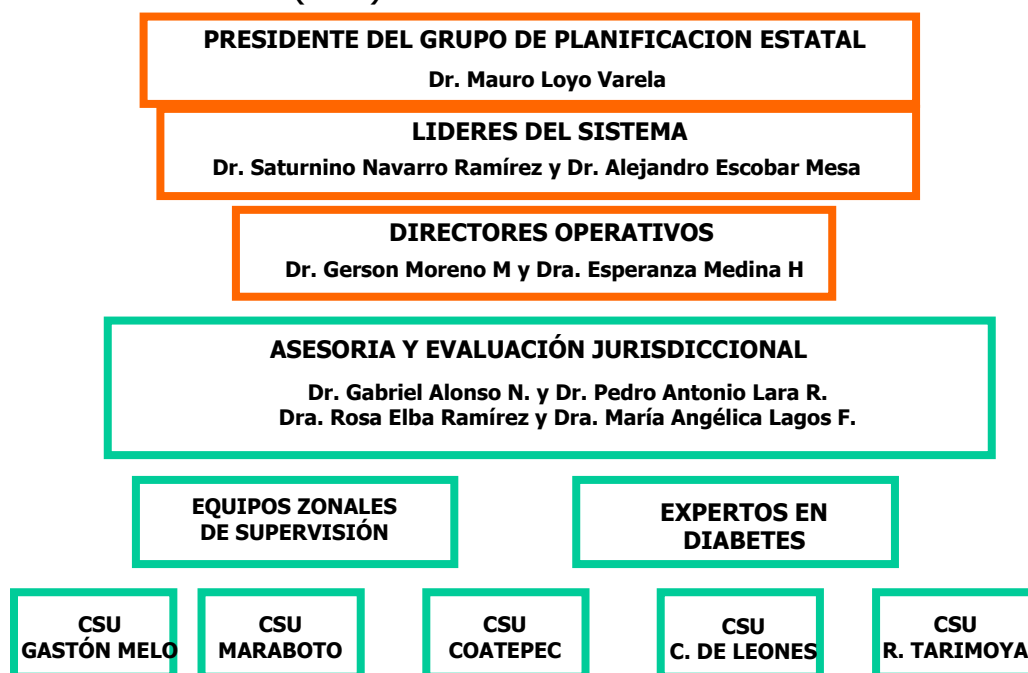 PRESIDENTE DEL GRUPO DE PLANIFICACION ESTATAL
Dr. Mauro Loyo Varela
LIDERES DEL SISTEMA
Dr. Saturnino Navarro Ramírez y Dr. Alejandro Escobar Mesa
DIRECTORES OPERATIVOS
Dr. Gerson Moreno M y Dra. Esperanza Medina H
ASESORIA Y EVALUACIÓN JURISDICCIONAL
Dr. Gabriel Alonso N. y Dr. Pedro Antonio Lara R.
Dra. Rosa Elba Ramírez y Dra. María Angélica Lagos F.
EQUIPOS ZONALES
DE SUPERVISIÓN
EXPERTOS EN
DIABETES
CSU
GASTÓN MELO
CSU
MARABOTO
CSU
COATEPEC
CSU
C. DE LEONES
CSU
R. TARIMOYA